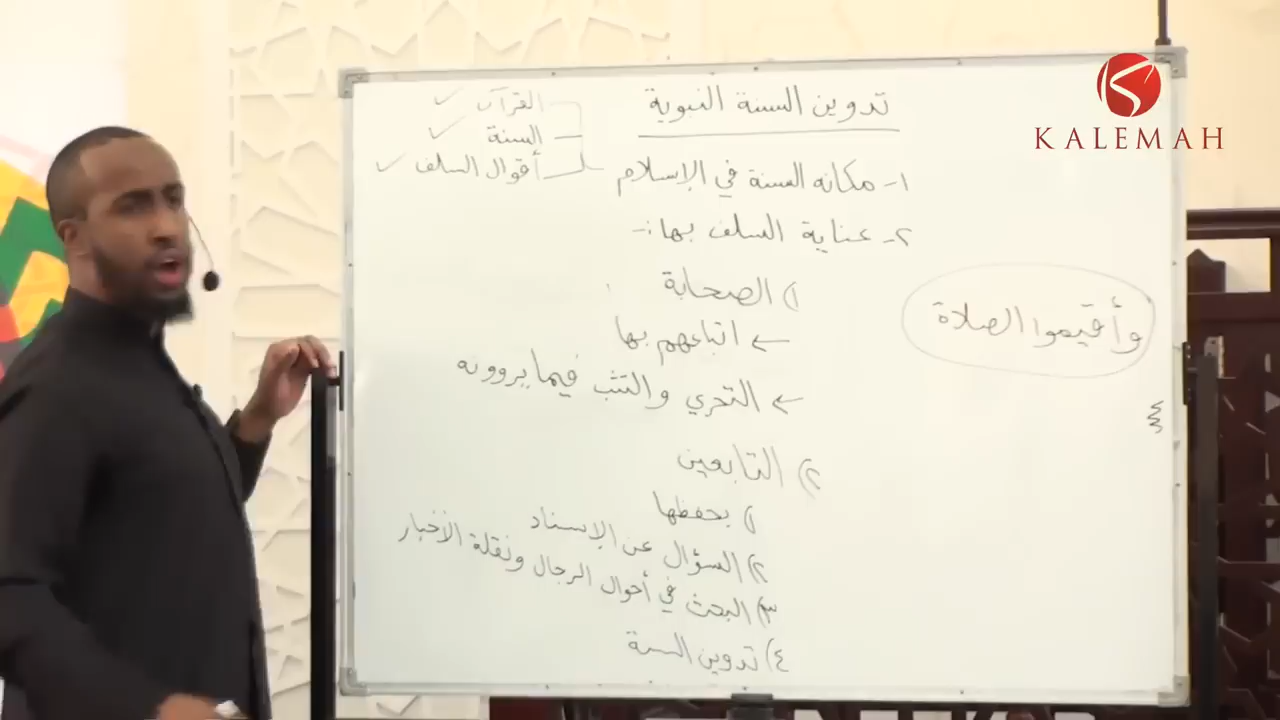 تدوين السنة النبوية
١- مكانه السنة في الإسلام
القرآن ✓
السنة ✓
أقوال السلف ✓
٢- عناية السلف بها:-
١) الصحابة
← اتباعهم بها
← التحري والتثب فيما يروونه
٢) التابعين
١) بحفظها
٢) السؤال عن الإسناد
٣) البحث في أحوال الرجال ونقلة الأخبار
٤) تدوين السنة
وأقيموا الصلاة
KALEMAH